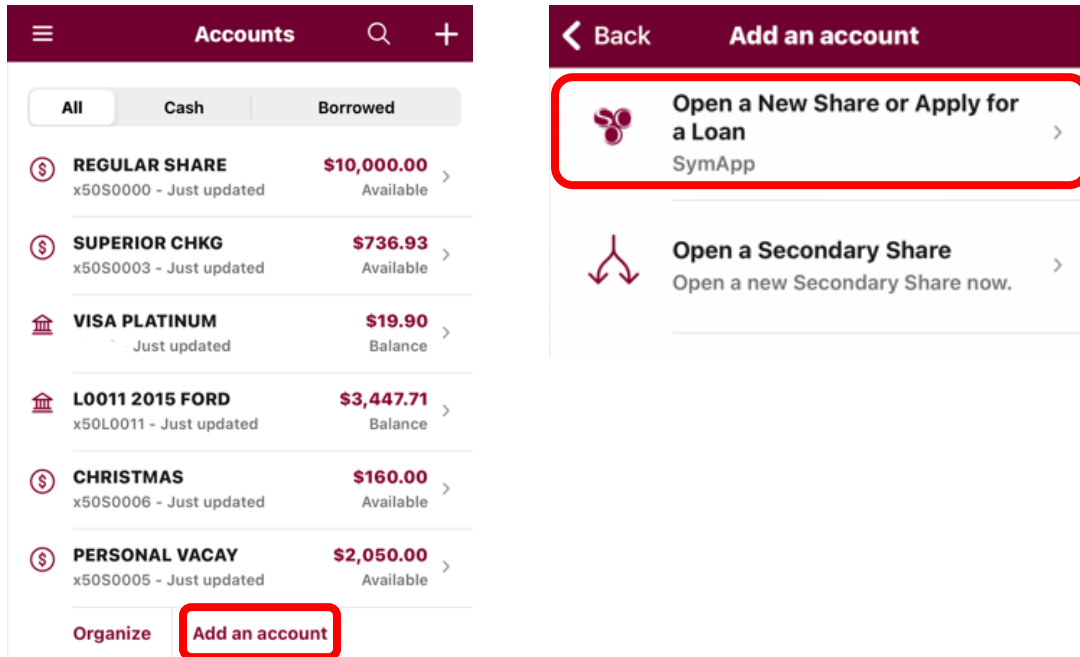 Accounts
All Cash Borrowed
REGULAR SHARE $10,000.00
x50S0000 - Just updated Available
SUPERIOR CHKG $736.93
x50S0003 - Just updated Available
VISA PLATINUM $19.90
- Just updated Balance
L0011 2015 FORD $3,447.71
x50L0011 - Just updated Balance
CHRISTMAS $160.00
x50S0006 - Just updated Available
PERSONAL VACAY $2,050.00
x50S0005 - Just updated Available
Organize Add an account
Back Add an account
Open a New Share or Apply for
a Loan
SymApp
Open a Secondary Share
Open a new Secondary Share now.